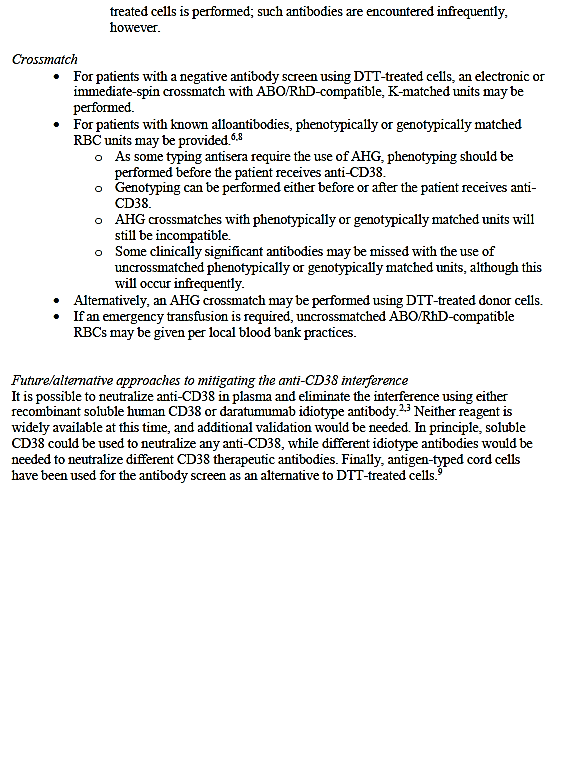 treated cells is performed; such antibodies are encountered infrequently,
however.
Crossmatch
• For patients with a negative antibody screen using DTT-treated cells, an electronic or
immediate-spin crossmatch with ABO/RhD-compatible, K-matched units may be
performed.
• For patients with known alloantibodies, phenotypically or genotypically matched
RBC units may be provided.6,8
o As some typing antisera require the use of AHG, phenotyping should be
performed before the patient receives anti-CD38.
o Genotyping can be performed either before or after the patient receives anti-
CD38.
o AHG crossmatches with phenotypically or genotypically matched units will
still be incompatible.
o Some clinically significant antibodies may be missed with the use of
uncrossmatched phenotypically or genotypically matched units, although this
will occur infrequently.
• Alternatively, an AHG crossmatch may be performed using DTT-treated donor cells.
• If an emergency transfusion is required, uncrossmatched ABO/RhD-compatible
RBCs may be given per local blood bank practices.
Future/alternative approaches to mitigating the anti-CD38 interference
It is possible to neutralize anti-CD38 in plasma and eliminate the interference using either
recombinant soluble human CD38 or daratumumab idiotype antibody.2,3 Neither reagent is
widely available at this time, and additional validation would be needed. In principle, soluble
CD38 could be used to neutralize any anti-CD38, while different idiotype antibodies would be
needed to neutralize different CD38 therapeutic antibodies. Finally, antigen-typed cord cells
have been used for the antibody screen as an alternative to DTT-treated cells.9